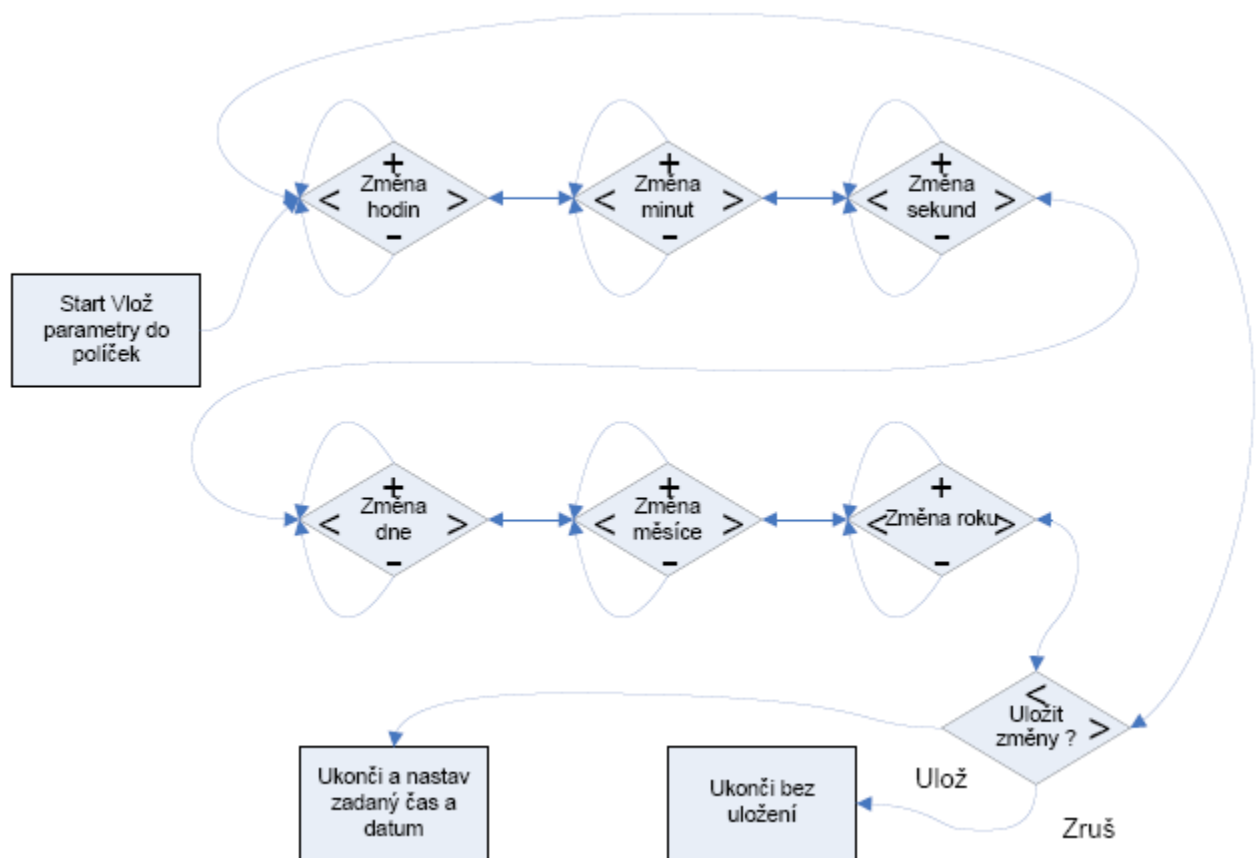 +
Změna
< >
hodin
-
+
Změna
< >
minut
-
+
Změna
< >
sekund
-
Start Vlož
parametry do
políček
+
Změna
< >
dne
-
+
Změna
< >
měsíce
-
+
<Změna roku>
-
<
Uložit
>
změny ?
Ulož
Zruš
Ukonči a nastav
zadaný čas a
datum
Ukonči bez
uložení